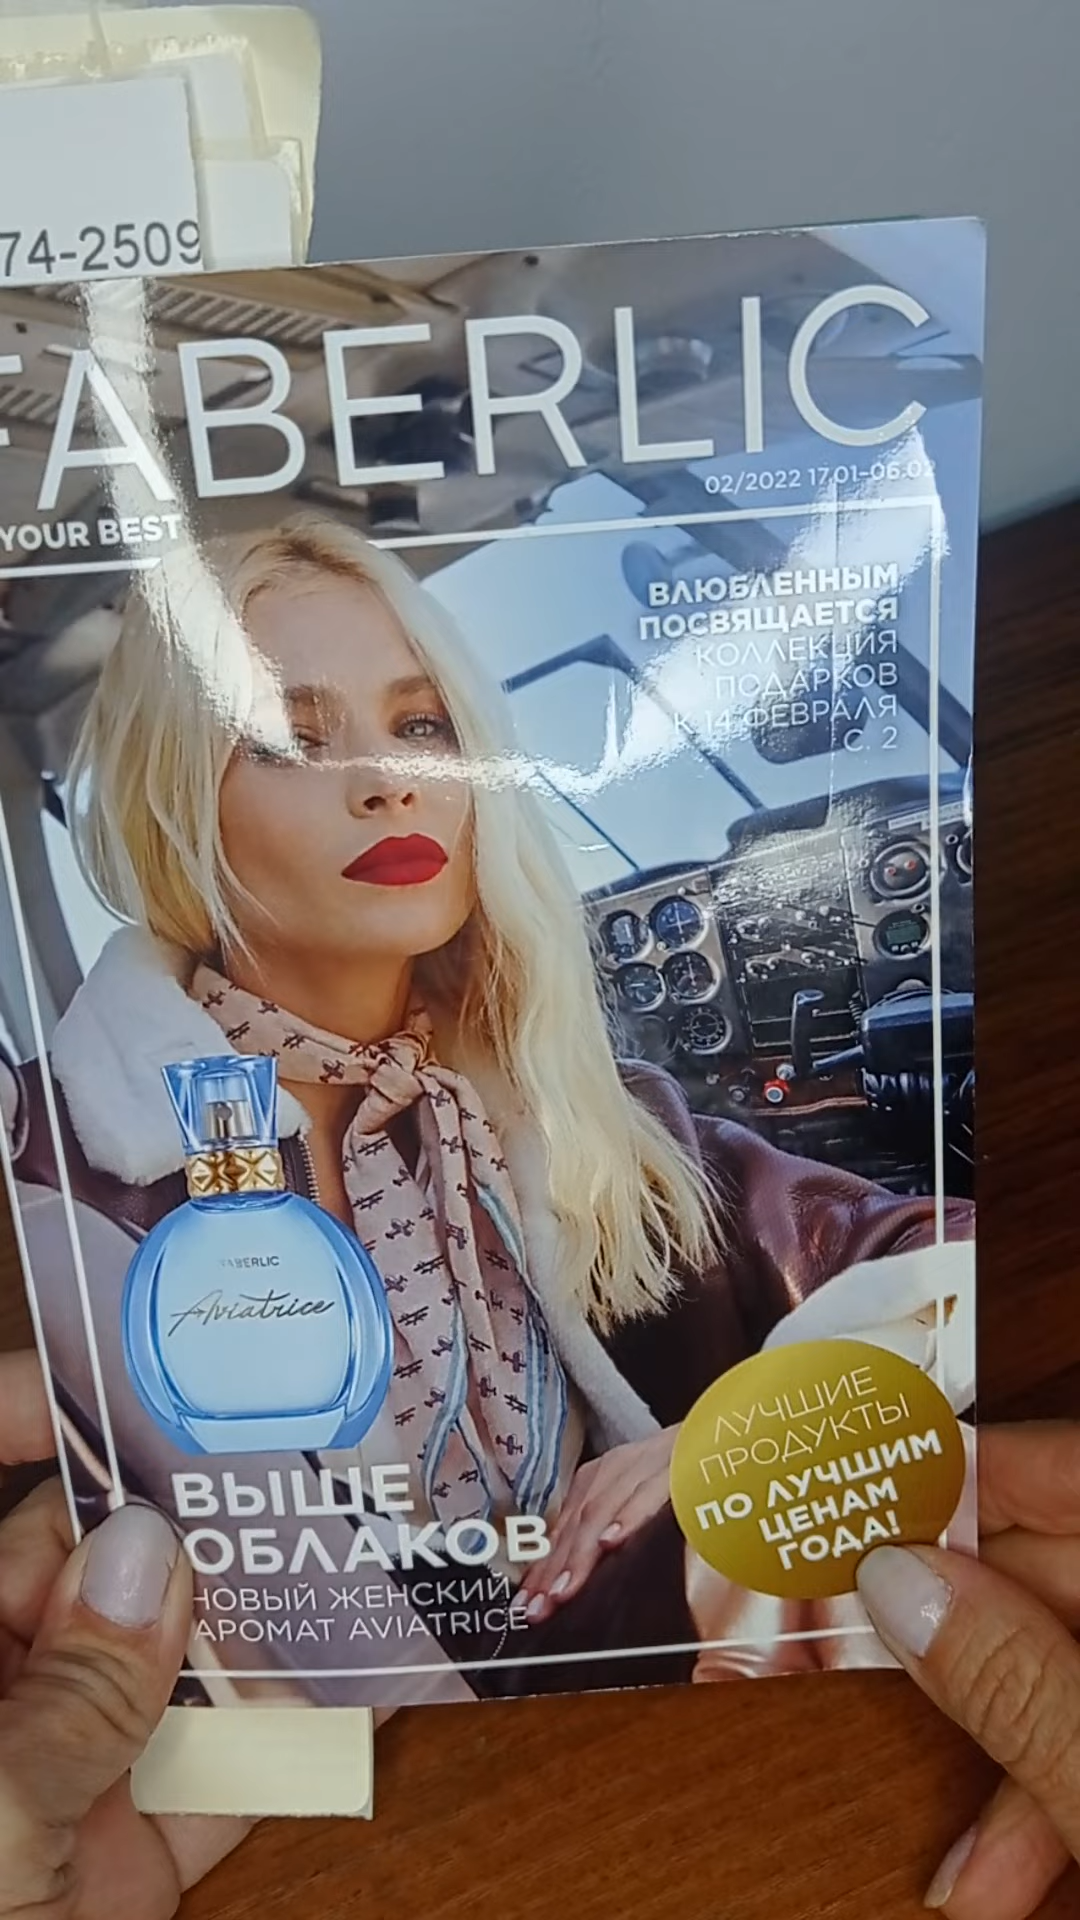 74-2509
FABERLIC
02/2022 17.01–06.02
YOUR BEST
ВЛЮБЛЕННЫМ
ПОСВЯЩАЕТСЯ
КОЛЛЕКЦИЯ
ПОДАРКОВ
К 14 ФЕВРАЛЯ
С. 2
FABERLIC
Aviatrice
ЛУЧШИЕ
ПРОДУКТЫ
ПО ЛУЧШИМ
ЦЕНАМ
ГОДА!
ВЫШЕ
ОБЛАКОВ
НОВЫЙ ЖЕНСКИЙ
АРОМАТ AVIATRICE